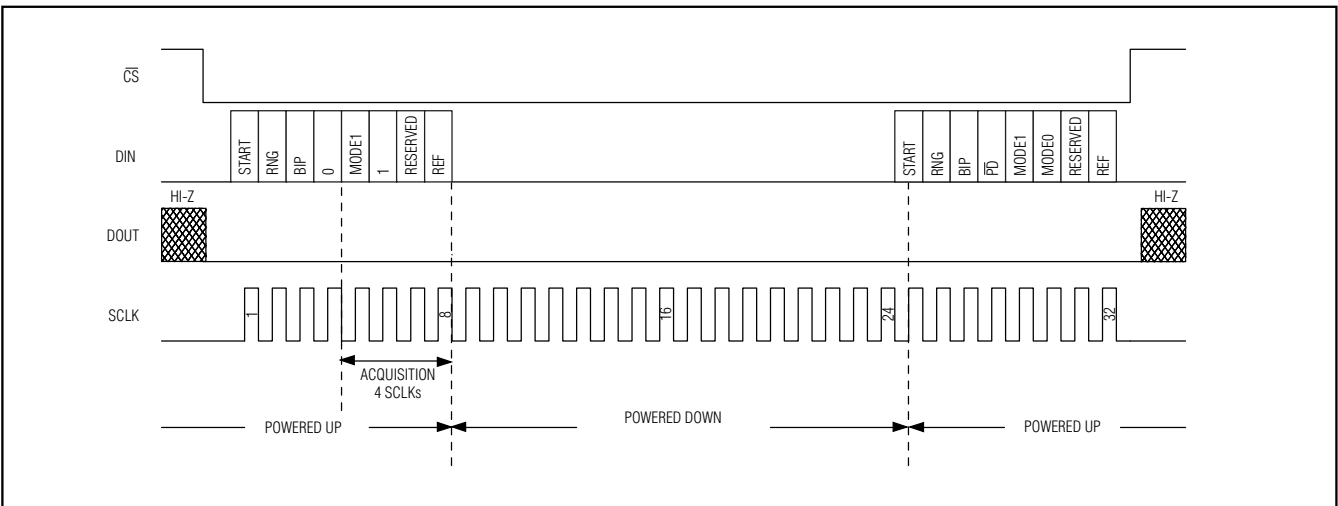 CS
DIN
START
RNG
BIP
0
MODE1
1
RESERVED
REF
START
RNG
BIP
PD
MODE1
MODE0
RESERVED
REF
HI-Z
HI-Z
DOUT
SCLK
1
8
16
24
32
ACQUISITION
4 SCLKs
POWERED UP
POWERED DOWN
POWERED UP